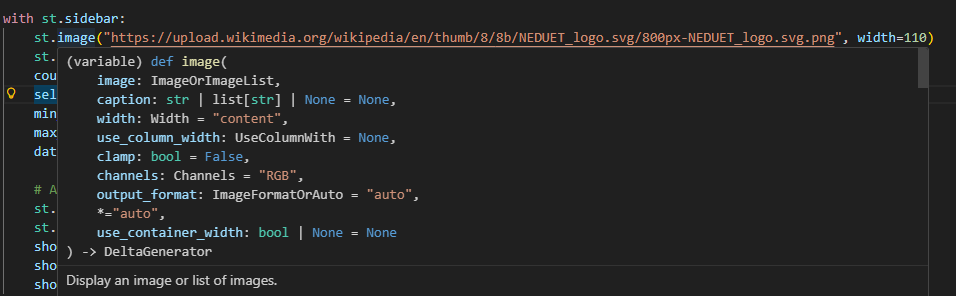 with st.sidebar:
st.image("https://upload.wikimedia.org/wikipedia/en/thumb/8/8b/NEDUET_logo.svg/800px-NEDUET_logo.svg.png", width=110)
st.
(variable) def image(
cou
image: ImageOrImageList,
sel
caption: str | list[str] | None = None,
min
width: Width = "content",
max
use_column_width: UseColumnWith = None,
dat
clamp: bool = False,
channels: Channels = "RGB",
# A
output_format: ImageFormatOrAuto = "auto",
st.
*="auto",
st.
use_container_width: bool | None = None
sho
) -> DeltaGenerator
sho
Display an image or list of images.
sho